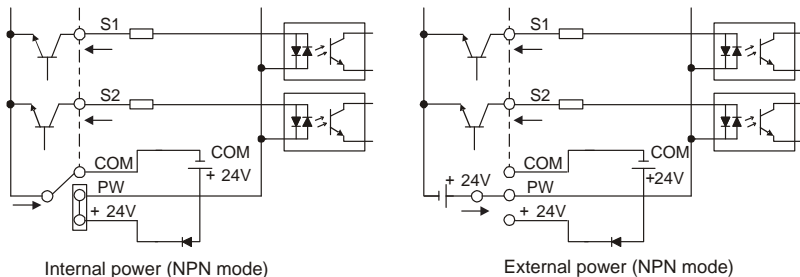 S1
S2
COM
COM
+ 24V
PW
+ 24V
Internal power (NPN mode)
S1
S2
COM
COM
+24V
+ 24V
PW
+ 24V
External power (NPN mode)